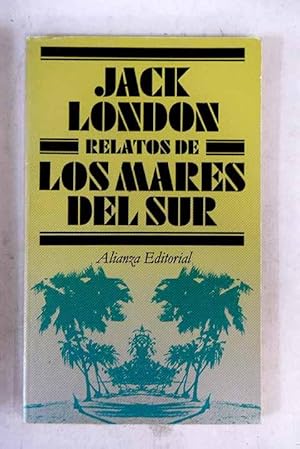 JACK
LONDON
RELATOS DE
LOS MARES
DEL SUR
Alianza Editorial